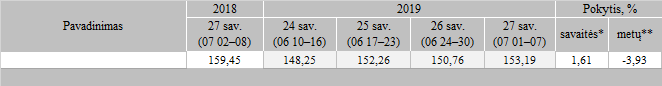 Pavadinimas 2018 2019 Pokytis, %
27 sav. (07 02–08) 24 sav. (06 10–16) 25 sav. (06 17–23) 26 sav. (06 24–30) 27 sav. (07 01–07) savaitės* metų**
159,45 148,25 152,26 150,76 153,19 1,61 -3,93